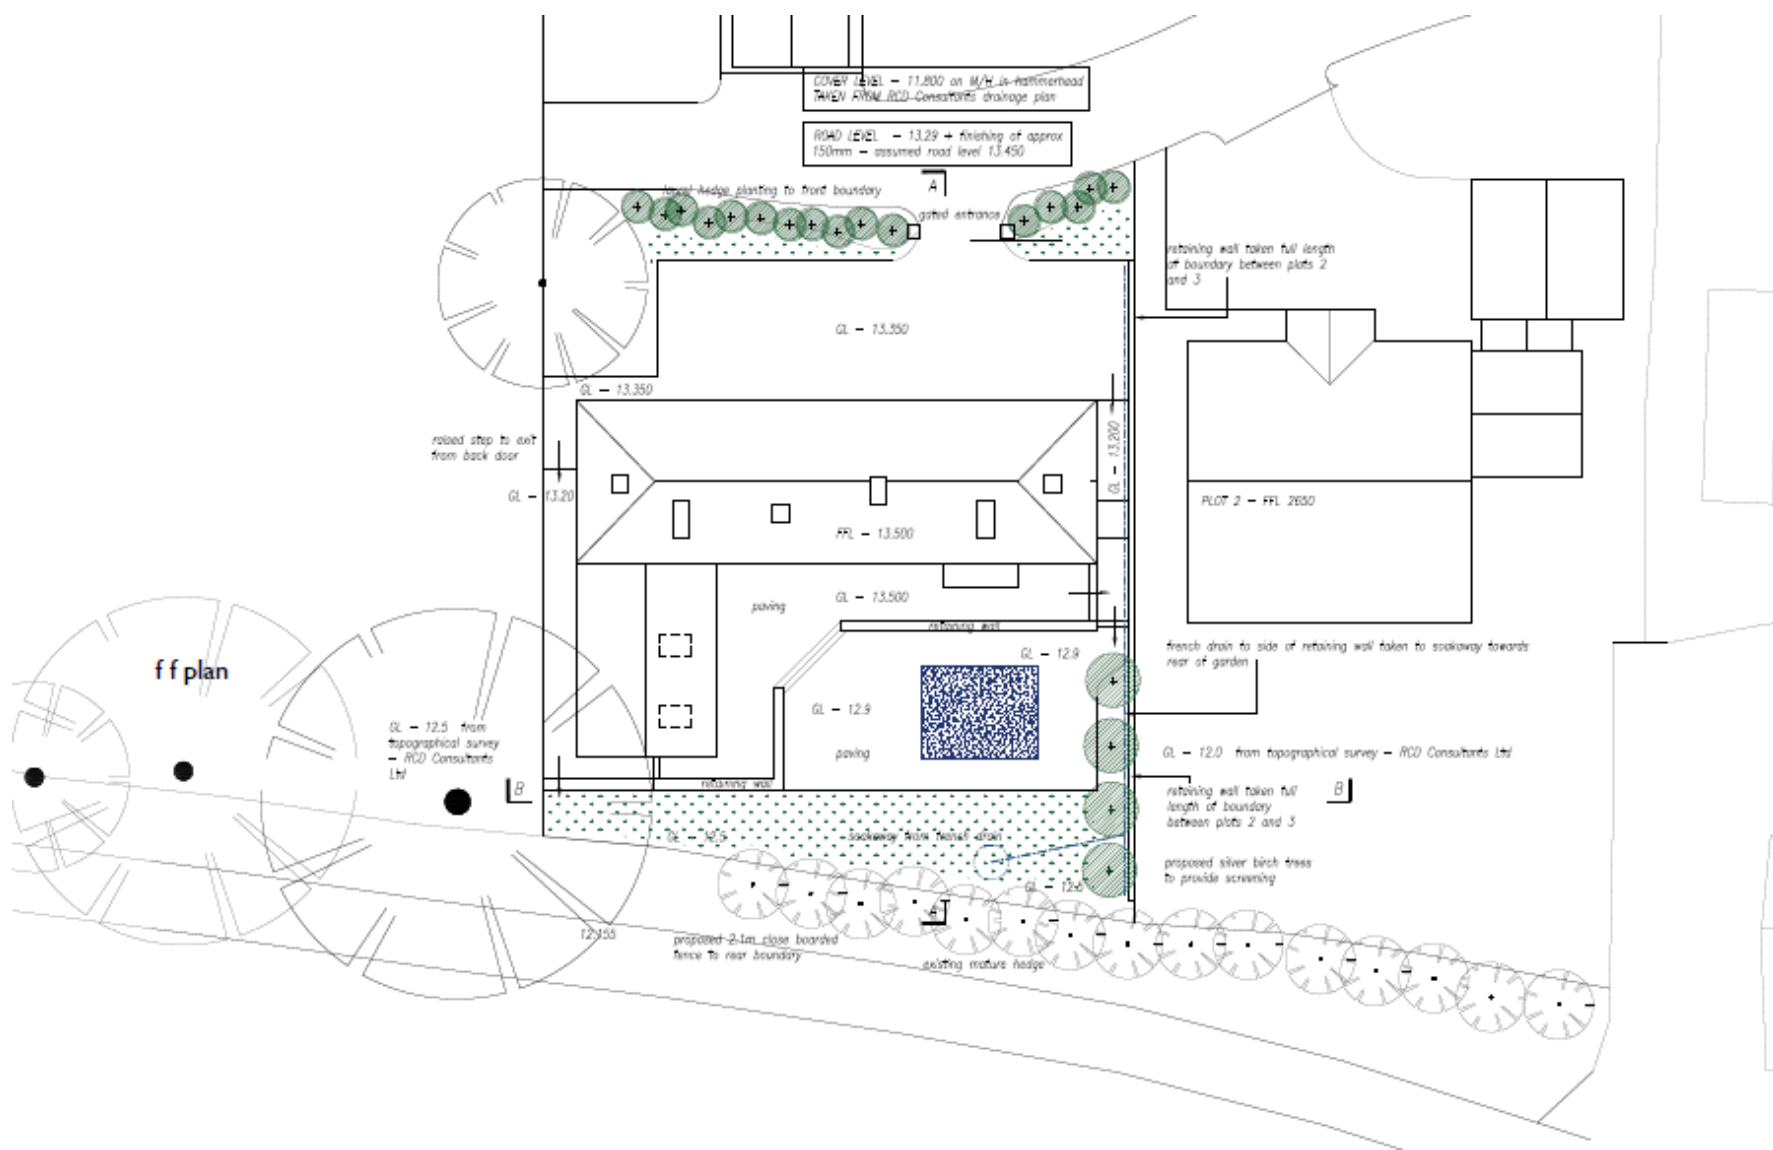 COVER LEVEL - 11.800 on M/H in hammerhead
TAKEN FROM RCD Consultants drainage plan
ROAD LEVEL - 13.29 + finishing of approx
150mm - assumed road level 13.450
A
laurel hedge planting to front boundary
gated entrance
retaining wall taken full length
of boundary between plots 2
and 3
GL - 13.350
GL - 13.350
raised step to exit
from back door
GL - 13.20
GL - 13.200
PLOT 2 - FFL 2650
FFL - 13.500
GL - 13.500
paving
retaining wall
GL - 12.9
french drain to side of retaining wall taken to soakaway towards
rear of garden
f f plan
GL - 12.9
GL - 12.5 from
topographical survey
- RCD Consultants
Ltd
paving
GL - 12.0 from topographical survey - RCD Consultants Ltd
retaining wall
B
B
retaining wall taken full
length of boundary
between plots 2 and 3
GL - 12.5
soakaway from french drain
proposed silver birch trees
to provide screening
GL - 12.6
A
12.155
proposed 2.1m close boarded
fence to rear boundary
existing mature hedge